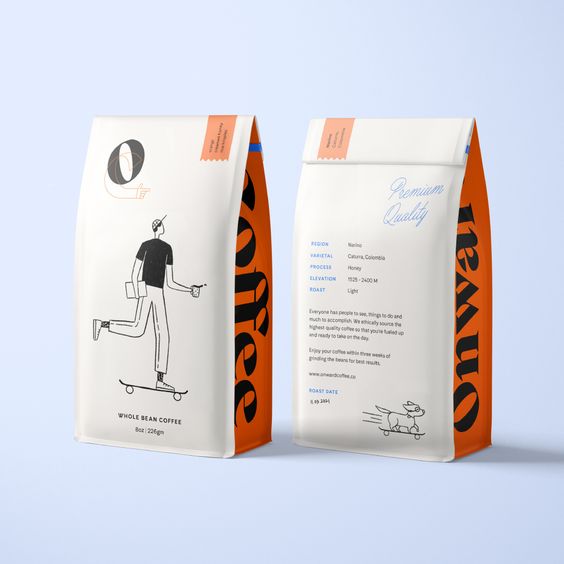 O
coffee
WHOLE BEAN COFFEE
8oz | 226gm
Premium
Quality
REGION Narino
VARIETAL Caturra, Colombia
PROCESS Honey
ELEVATION 1525 - 2400 M
ROAST Light
Everyone has people to see, things to do and
much to accomplish. We ethically source the
highest quality coffee so that you're fueled up
and ready to take on the day.
Enjoy your coffee within three weeks of
grinding the beans for best results.
www.onwardcoffee.co
ROAST DATE
Onwar